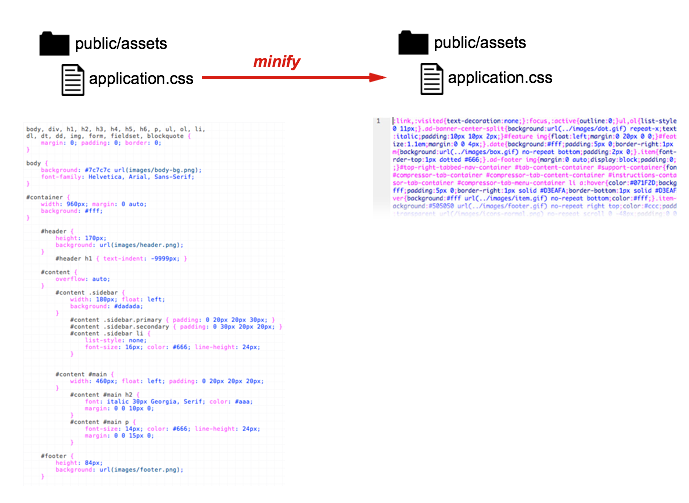 public/assets
application.css
minify
public/assets
application.css
body, div, h1, h2, h3, h4, h5, h6, p, ul, ol, li,
dl, dt, dd, img, form, fieldset, blockquote {
margin: 0; padding: 0; border: 0;
}
body {
background: #7c7c7c url(images/body-bg.png);
font-family: Helvetica, Arial, Sans-Serif;
}
#container {
width: 960px; margin: 0 auto;
background: #fff;
}
#header {
height: 170px;
background: url(images/header.png);
}
#header h1 { text-indent: -9999px; }
#content {
overflow: auto;
}
#content .sidebar {
width: 180px; float: left;
background: #dadada;
}
#content .sidebar.primary { padding: 0 20px 20px 30px; }
#content .sidebar.secondary { padding: 0 30px 20px 20px; }
#content .sidebar li {
list-style: none;
font-size: 16px; color: #666; line-height: 24px;
}
#content #main {
width: 460px; float: left; padding: 0 20px 20px 20px;
}
#content #main h2 {
font: italic 30px Georgia, Serif; color: #aaa;
margin: 0 0 10px 0;
}
#content #main p {
font-size: 14px; color: #666; line-height: 24px;
margin: 0 0 15px 0;
}
#footer {
height: 84px;
background: url(images/footer.png);
}
1
:link,:visited{text-decoration:none;}:focus,:active{outline:0;}ul,ol{list-style
0 11px;}.ad-banner-center-split{background:url(../images/dot.gif) repeat-x;text
:italic;padding:10px 10px 2px;}#feature img{float:left;margin:0 20px 0 0;}#feat
ize:1.1em;margin:0 0 4px;}.date{background:#fff;padding:5px 0;border-right:1px
m{background:url(../images/box.gif) no-repeat bottom;padding:2px 0;}.item{font-
rder-top:1px dotted #666;}.ad-footer img{margin:0 auto;display:block;padding:0;
;}#top-right-tabbed-nav-container #tab-content-container #support-container{fon
#compressor-tab-content-container #compressor-tab-content #instructions-conta
sor-tab-container #compressor-tab-menu-container li a:hover{color:#071F2D;backg
fff;padding:5px 0;border-right:1px solid #D3EAFA;border-bottom:1px solid #D3EAF
ver{background:#fff url(../images/item.gif) no-repeat bottom;color:#fff;}.item-
ackground:#505050 url(../images/footer.gif) no-repeat right top;color:#ccc;padd